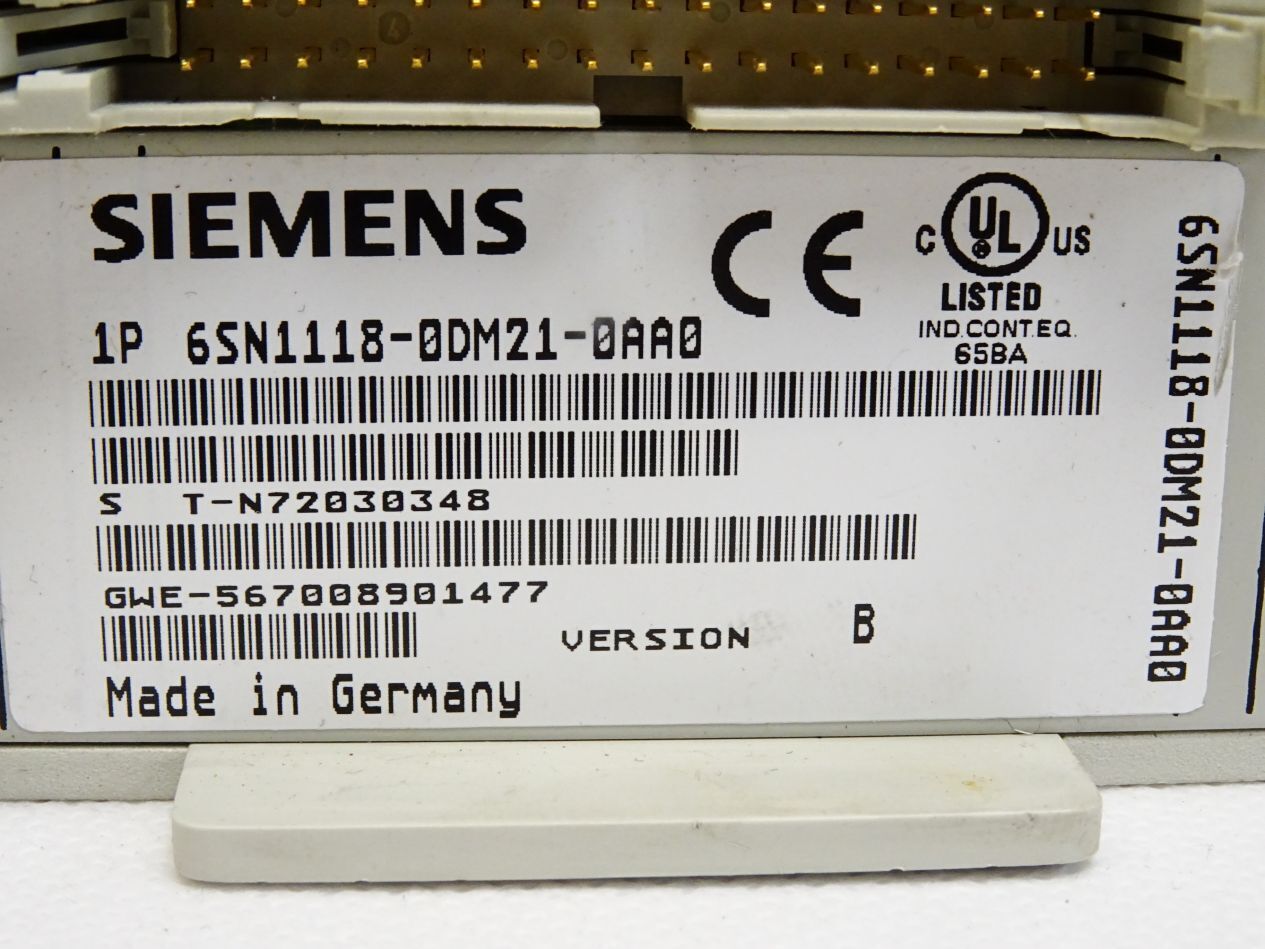 SIEMENS
CE
C UL US
LISTED
IND.CONT.EQ.
65BA
1P 6SN1118-0DM21-0AA0
S T-N72030348
GWE-567008901477
VERSION B
Made in Germany
6SN1118-0DM21-0AA0